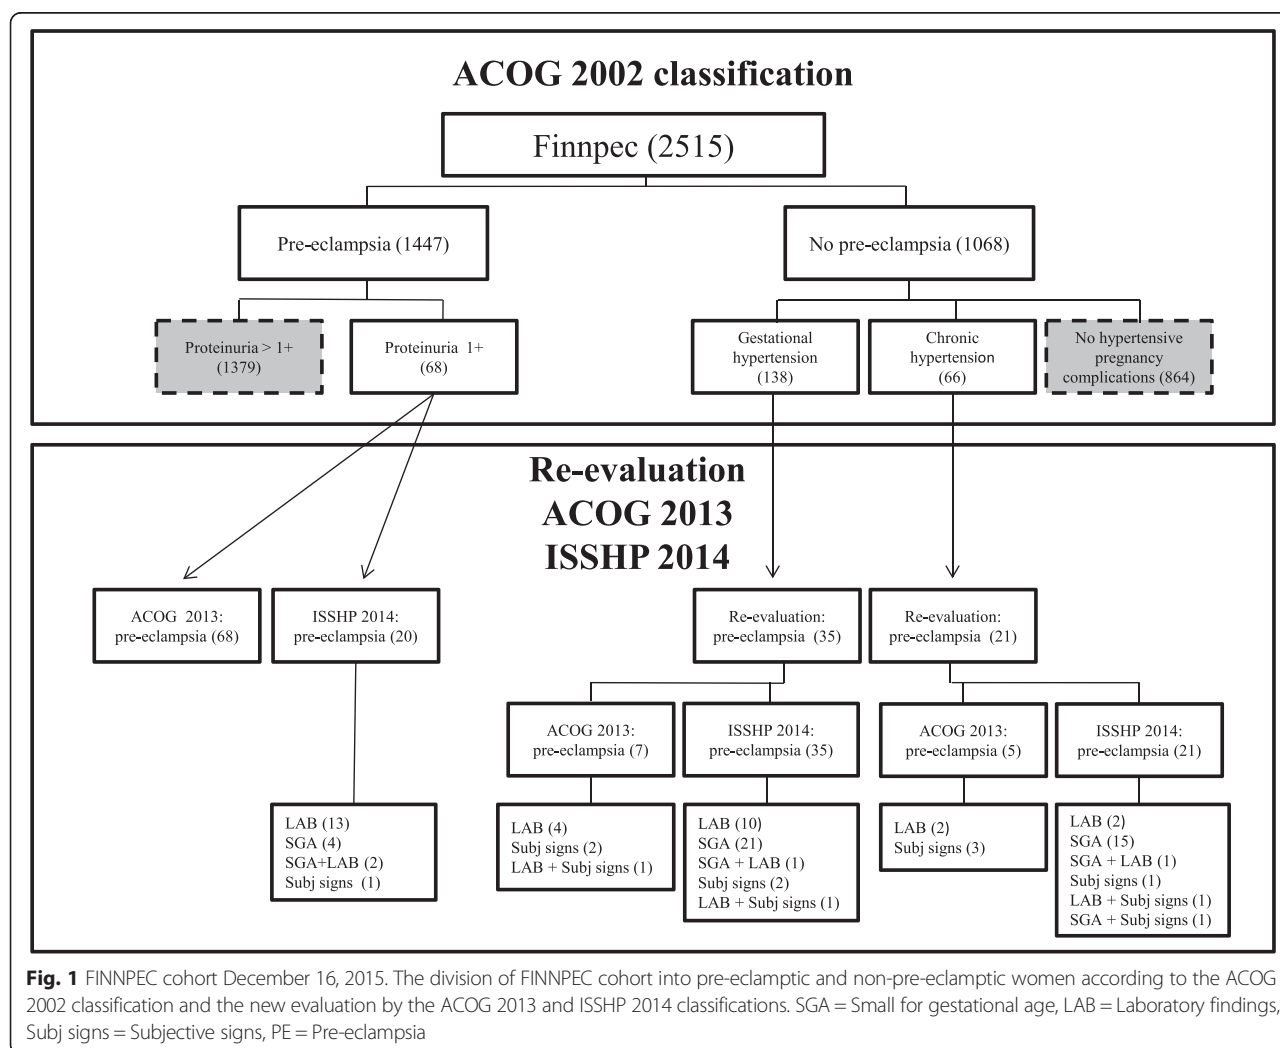 ACOG 2002 classification
Finnpec (2515)
Pre-eclampsia (1447)
No pre-eclampsia (1068)
Proteinuria > 1+
(1379)
Proteinuria 1+
(68)
Gestational
hypertension
(138)
Chronic
hypertension
(66)
No hypertensive
pregnancy
complications (864)
Re-evaluation
ACOG 2013
ISSHP 2014
ACOG 2013:
pre-eclampsia (68)
ISSHP 2014:
pre-eclampsia (20)
Re-evaluation:
pre-eclampsia (35)
Re-evaluation:
pre-eclampsia (21)
ACOG 2013:
pre-eclampsia (7)
ISSHP 2014:
pre-eclampsia (35)
ACOG 2013:
pre-eclampsia (5)
ISSHP 2014:
pre-eclampsia (21)
LAB (13)
SGA (4)
SGA+LAB (2)
Subj signs (1)
LAB (4)
Subj signs (2)
LAB + Subj signs (1)
LAB (10)
SGA (21)
SGA + LAB (1)
Subj signs (2)
LAB + Subj signs (1)
LAB (2)
Subj signs (3)
LAB (2)
SGA (15)
SGA + LAB (1)
Subj signs (1)
LAB + Subj signs (1)
SGA + Subj signs (1)
Fig. 1 FINNPEC cohort December 16, 2015. The division of FINNPEC cohort into pre-eclamptic and non-pre-eclamptic women according to the ACOG
2002 classification and the new evaluation by the ACOG 2013 and ISSHP 2014 classifications. SGA = Small for gestational age, LAB = Laboratory findings,
Subj signs = Subjective signs, PE = Pre-eclampsia